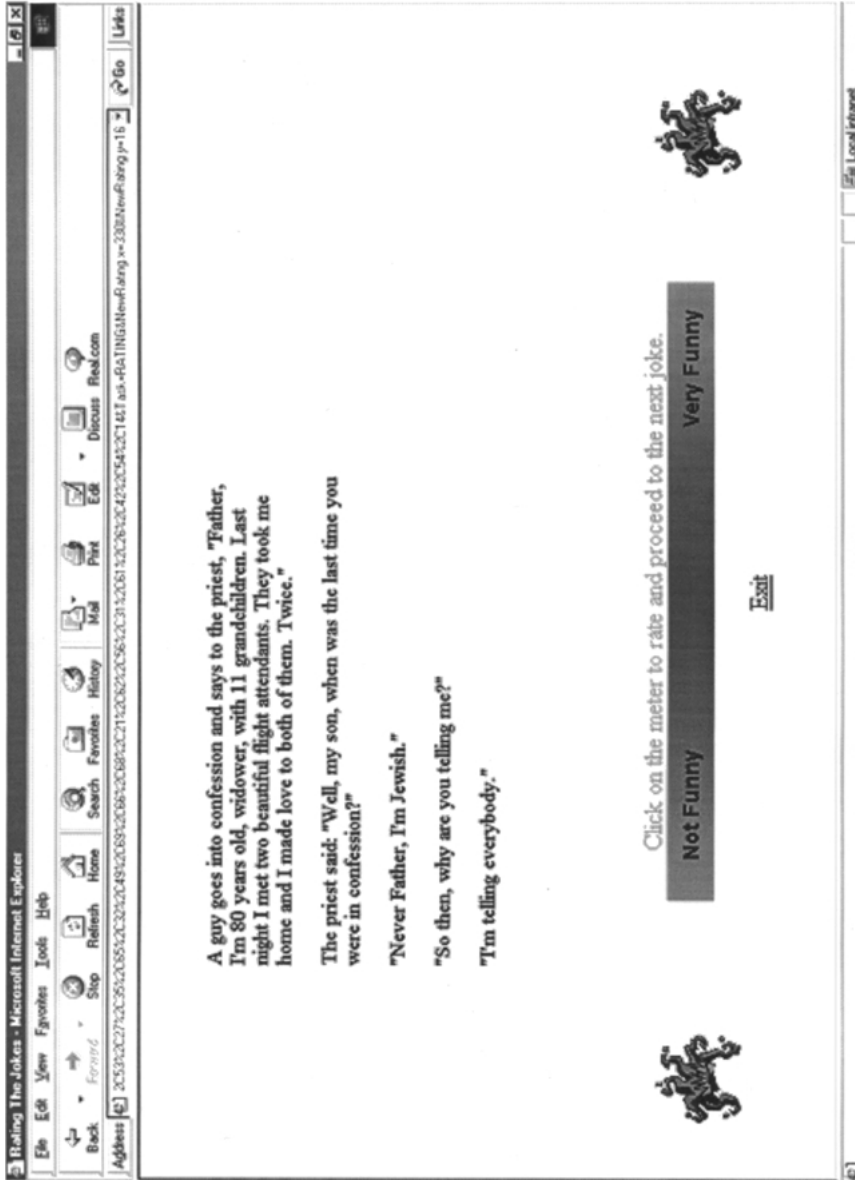 Rating The Jokes - Microsoft Internet Explorer
File Edit View Favorites Tools Help
Back Forward Stop Refresh Home Search Favorites History Mail Print Edit Discuss Real.com
Address Go Links
A guy goes into confession and says to the priest, "Father,
I'm 80 years old, widower, with 11 grandchildren. Last
night I met two beautiful flight attendants. They took me
home and I made love to both of them. Twice."
The priest said: "Well, my son, when was the last time you
were in confession?"
"Never Father, I'm Jewish."
"So then, why are you telling me?"
"I'm telling everybody."
Click on the meter to rate and proceed to the next joke.
Not Funny Very Funny
Exit
Local intranet